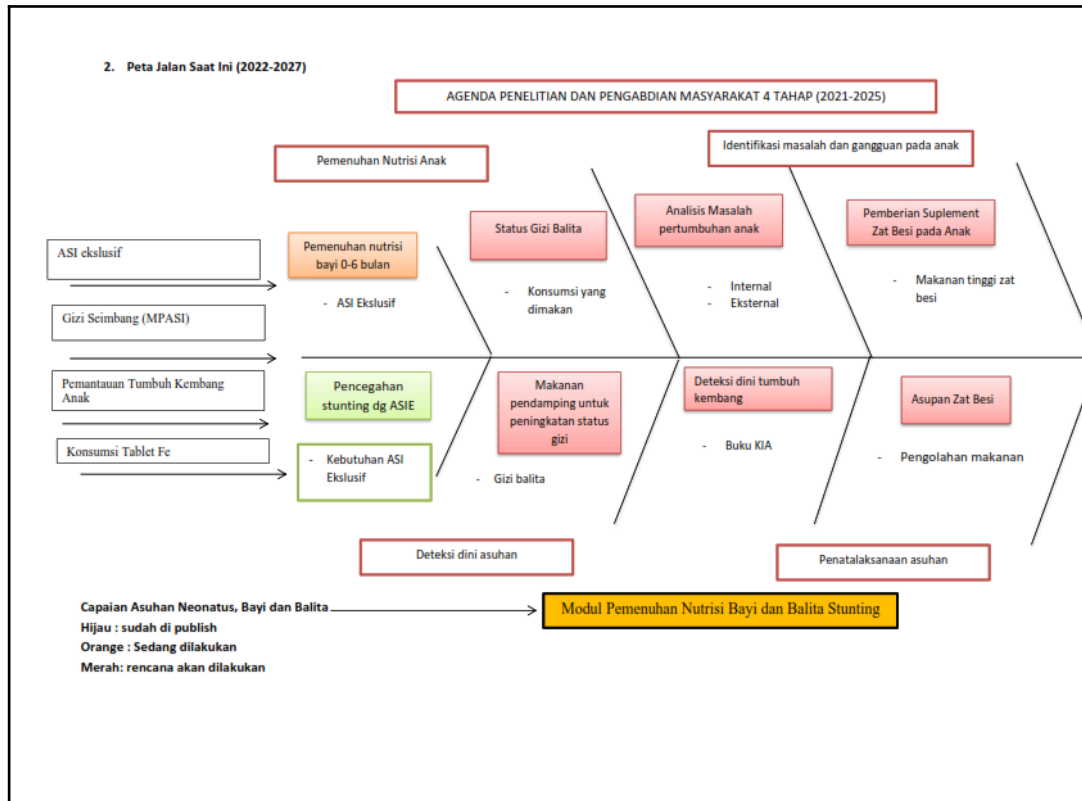 2. Peta Jalan Saat Ini (2022-2027)
AGENDA PENELITIAN DAN PENGABDIAN MASYARAKAT 4 TAHAP (2021-2025)
Pemenuhan Nutrisi Anak
Identifikasi masalah dan gangguan pada anak
ASI ekslusif
Gizi Seimbang (MPASI)
Pemantauan Tumbuh Kembang
Anak
Konsumsi Tablet Fe
Pemenuhan nutrisi
bayi 0-6 bulan
- ASI Ekslusif
Status Gizi Balita
- Konsumsi yang
dimakan
Analisis Masalah
pertumbuhan anak
- Internal
- Eksternal
Pemberian Suplement
Zat Besi pada Anak
- Makanan tinggi zat
besi
Pencegahan
stunting dg ASIE
- Kebutuhan ASI
Ekslusif
Makanan
pendamping untuk
peningkatan status
gizi
- Gizi balita
Deteksi dini tumbuh
kembang
- Buku KIA
Asupan Zat Besi
- Pengolahan makanan
Deteksi dini asuhan
Penatalaksanaan asuhan
Capaian Asuhan Neonatus, Bayi dan Balita
Modul Pemenuhan Nutrisi Bayi dan Balita Stunting
Hijau : sudah di publish
Orange : Sedang dilakukan
Merah: rencana akan dilakukan